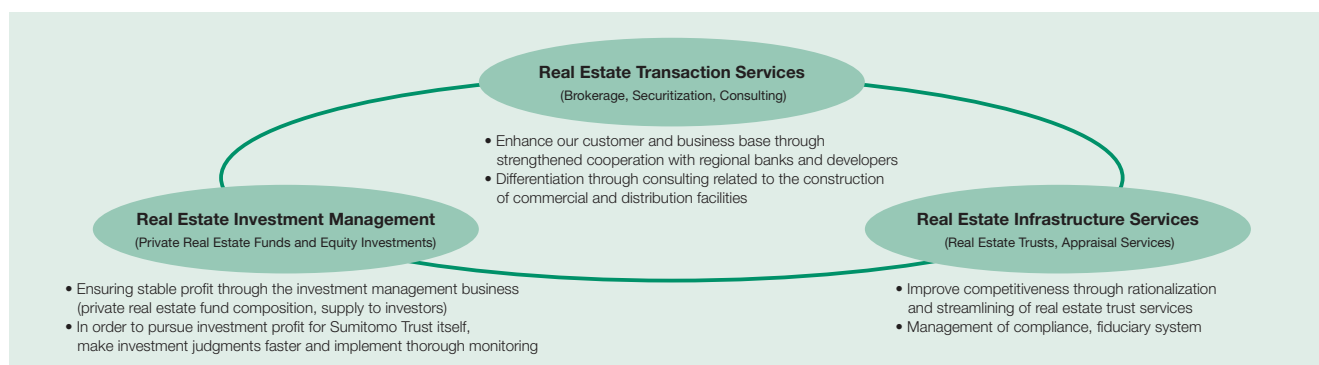 Real Estate Transaction Services
(Brokerage, Securitization, Consulting)
• Enhance our customer and business base through
strengthened cooperation with regional banks and developers
• Differentiation through consulting related to the construction
of commercial and distribution facilities
Real Estate Investment Management
(Private Real Estate Funds and Equity Investments)
• Ensuring stable profit through the investment management business
(private real estate fund composition, supply to investors)
• In order to pursue investment profit for Sumitomo Trust itself,
make investment judgments faster and implement thorough monitoring
Real Estate Infrastructure Services
(Real Estate Trusts, Appraisal Services)
• Improve competitiveness through rationalization
and streamlining of real estate trust services
• Management of compliance, fiduciary system